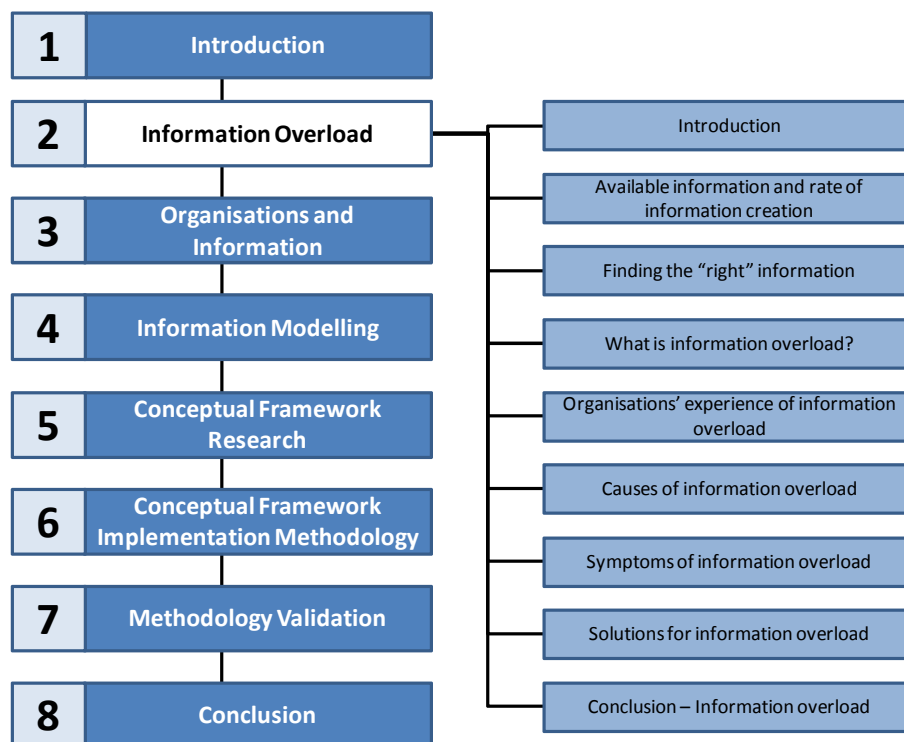 1
Introduction
2
Information Overload
3
Organisations and
Information
4
Information Modelling
5
Conceptual Framework
Research
6
Conceptual Framework
Implementation Methodology
7
Methodology Validation
8
Conclusion
Introduction
Available information and rate of
information creation
Finding the “right” information
What is information overload?
Organisations’ experience of information
overload
Causes of information overload
Symptoms of information overload
Solutions for information overload
Conclusion – Information overload